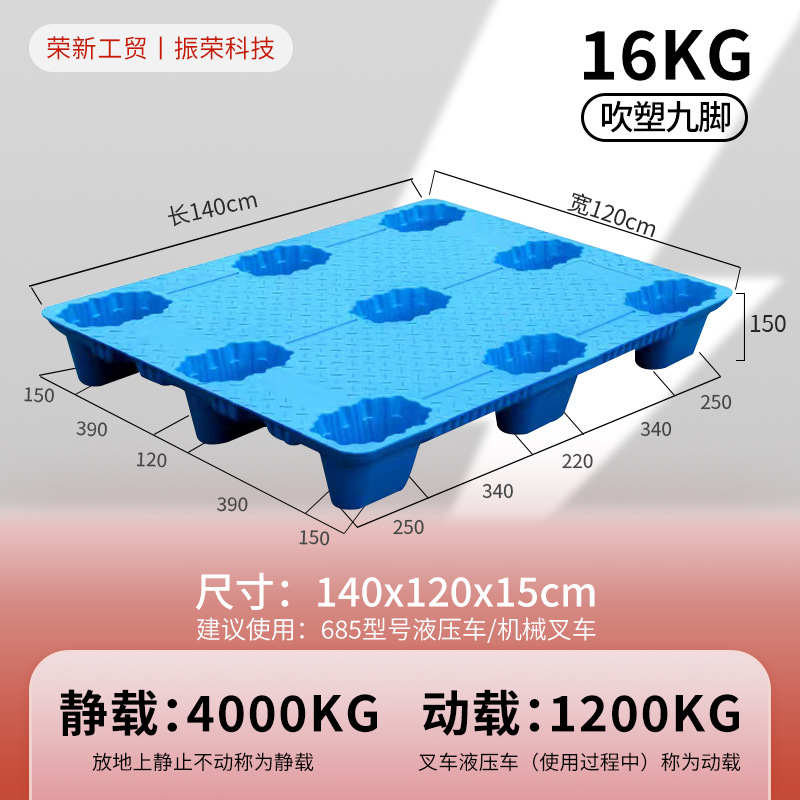 荣新工贸丨振荣科技
16KG
吹塑九脚
长140cm
宽120cm
150
150
390
120
390
150
250
340
220
340
250
尺寸：140x120x15cm
建议使用：685型号液压车/机械叉车
静载：4000KG
动载：1200KG
放地上静止不动称为静载
叉车液压车（使用过程中）称为动载